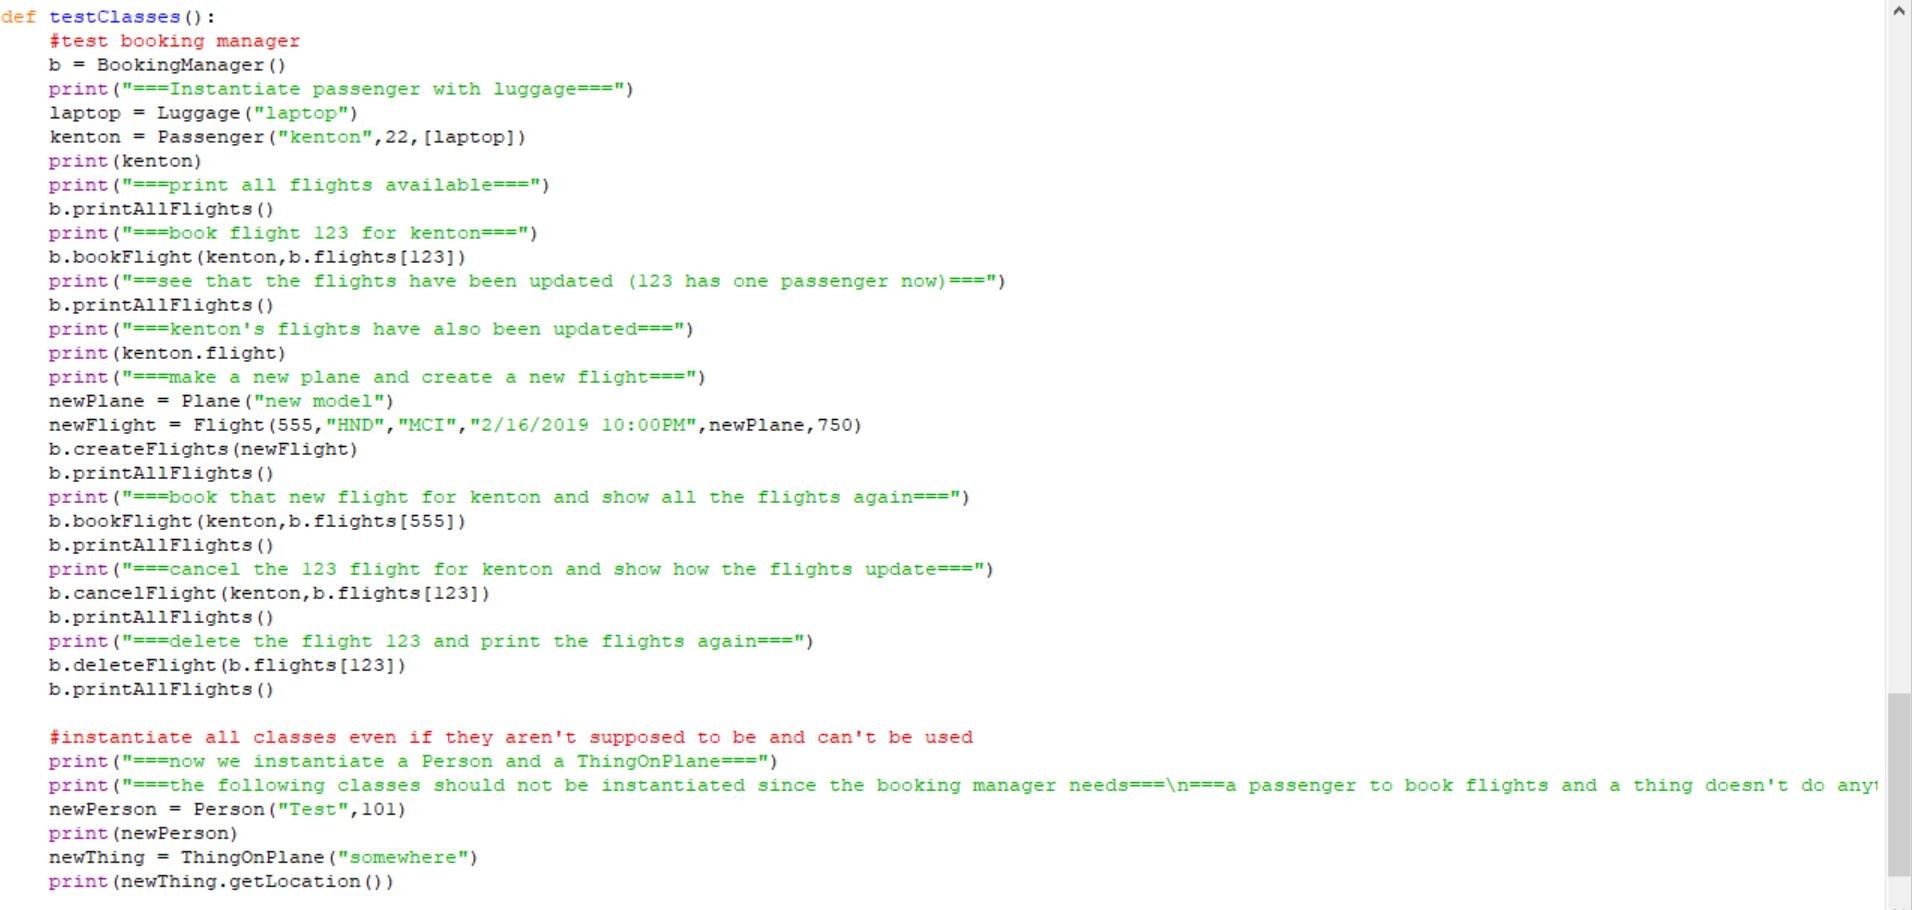 def testClasses():
    #test booking manager
    b = BookingManager()
    print("===Instantiate passenger with luggage===")
    laptop = Luggage("laptop")
    kenton = Passenger("kenton",22,[laptop])
    print(kenton)
    print("===print all flights available===")
    b.printAllFlights()
    print("===book flight 123 for kenton===")
    b.bookFlight(kenton,b.flights[123])
    print("==see that the flights have been updated (123 has one passenger now)===")
    b.printAllFlights()
    print("===kenton's flights have also been updated===")
    print(kenton.flight)
    print("===make a new plane and create a new flight===")
    newPlane = Plane("new model")
    newFlight = Flight(555,"HND","MCI","2/16/2019 10:00PM",newPlane,750)
    b.createFlights(newFlight)
    b.printAllFlights()
    print("===book that new flight for kenton and show all the flights again===")
    b.bookFlight(kenton,b.flights[555])
    b.printAllFlights()
    print("===cancel the 123 flight for kenton and show how the flights update===")
    b.cancelFlight(kenton,b.flights[123])
    b.printAllFlights()
    print("===delete the flight 123 and print the flights again===")
    b.deleteFlight(b.flights[123])
    b.printAllFlights()

    #instantiate all classes even if they aren't supposed to be and can't be used
    print("===now we instantiate a Person and a ThingOnPlane===")
    print("===the following classes should not be instantiated since the booking manager needs===\n===a passenger to book flights and a thing doesn't do
    newPerson = Person("Test",101)
    print(newPerson)
    newThing = ThingOnPlane("somewhere")
    print(newThing.getLocation())